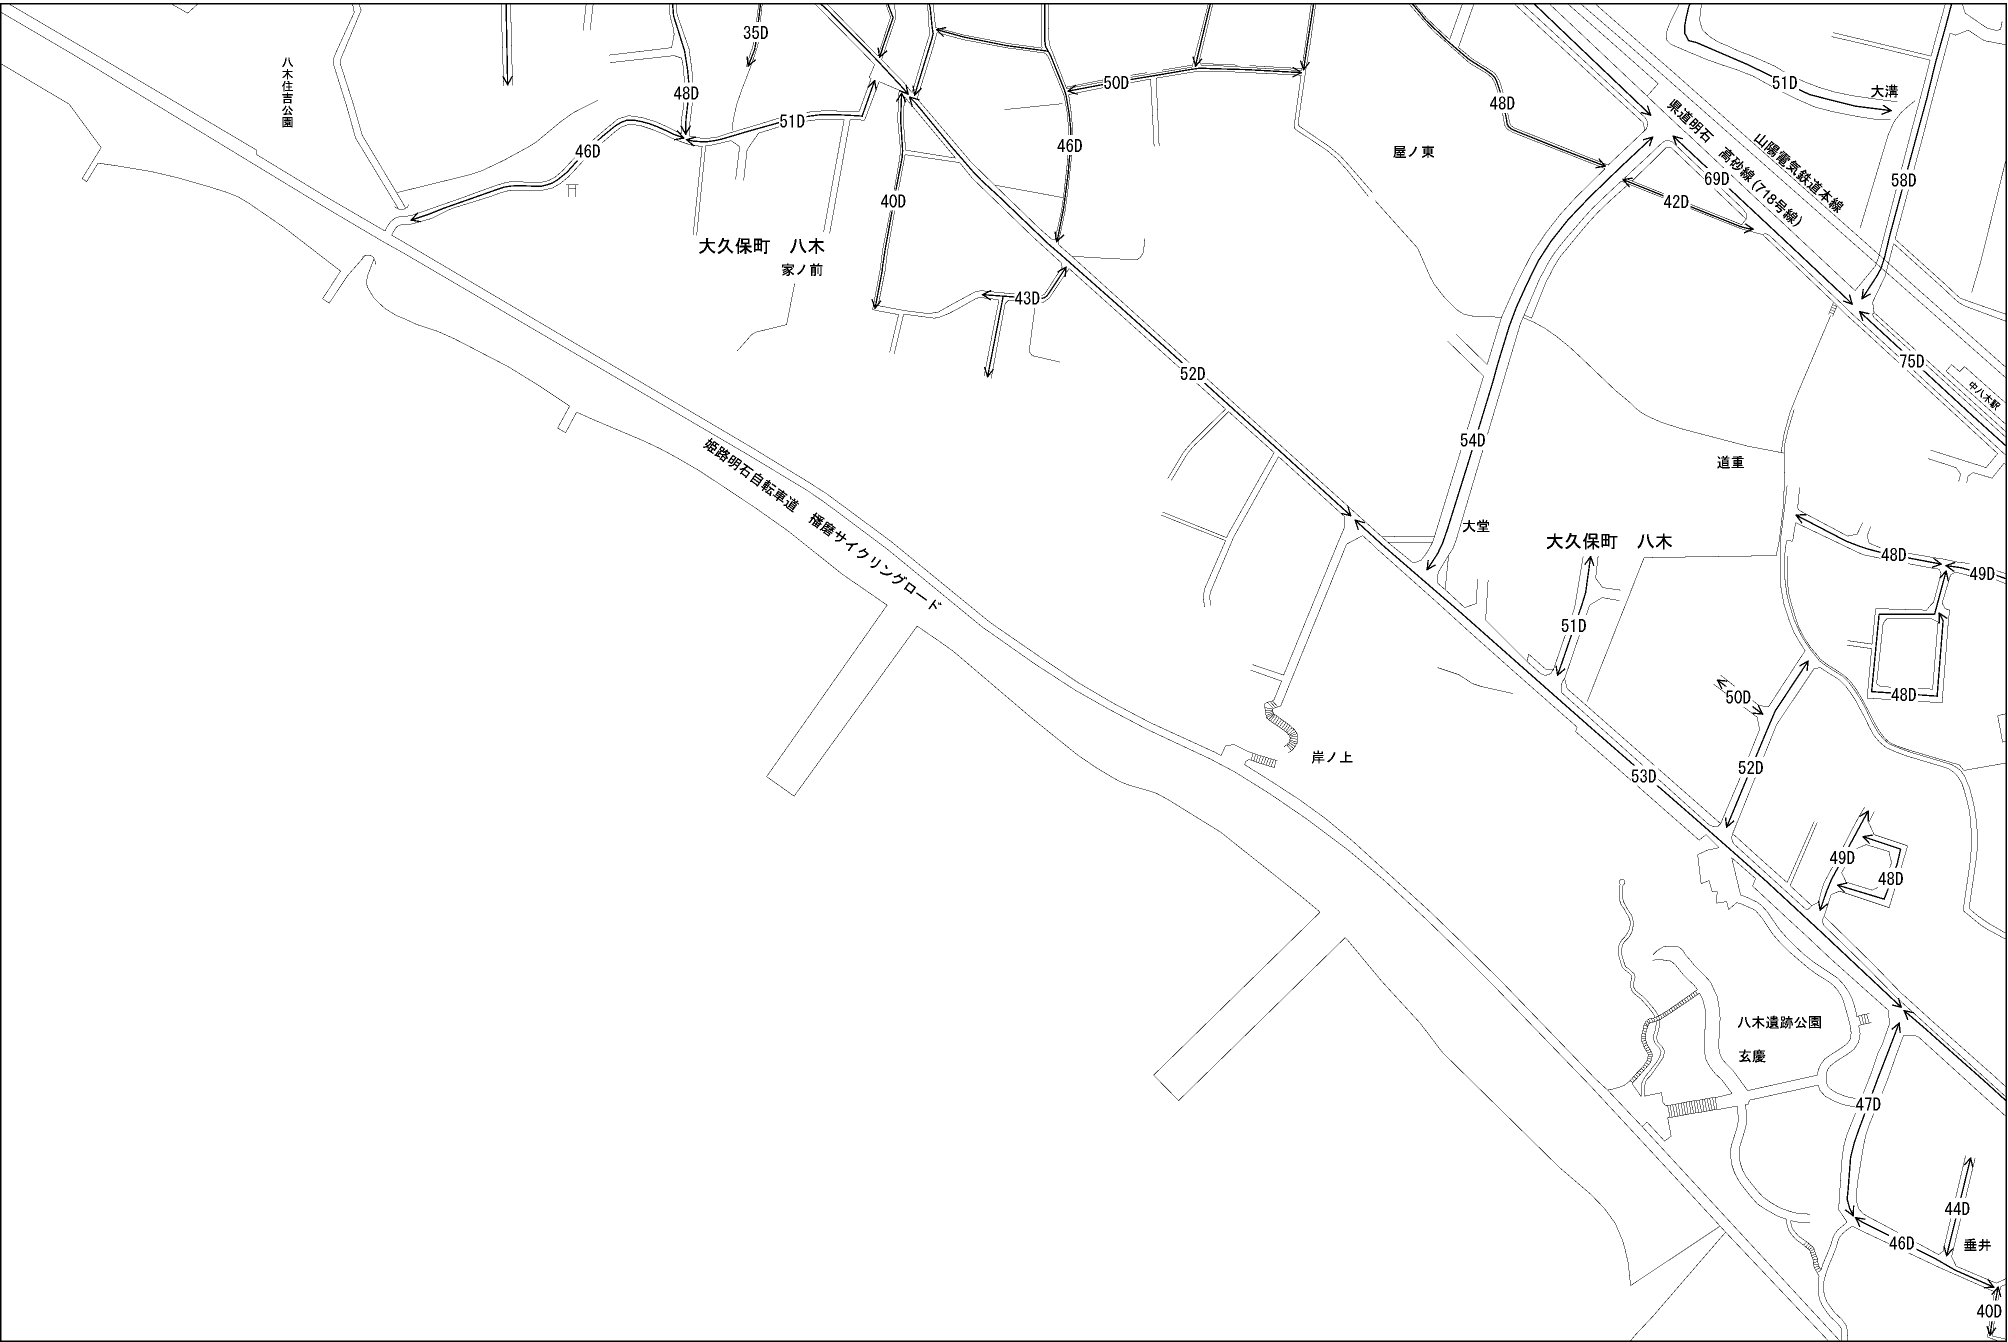 35D
八木住吉公園
48D
51D
46D
50D
46D
40D
48D
屋ノ東
51D
大溝
県道明石 高砂線(718号線)
山陽電気鉄道本線
69D
42D
58D
大久保町 八木
家ノ前
43D
52D
75D
中八木駅
54D
道重
姫路明石自転車道 播磨サイクリングロード
大堂
大久保町 八木
48D
49D
51D
48D
50D
52D
53D
岸ノ上
49D
48D
八木遺跡公園
玄慶
47D
44D
46D
垂井
40D